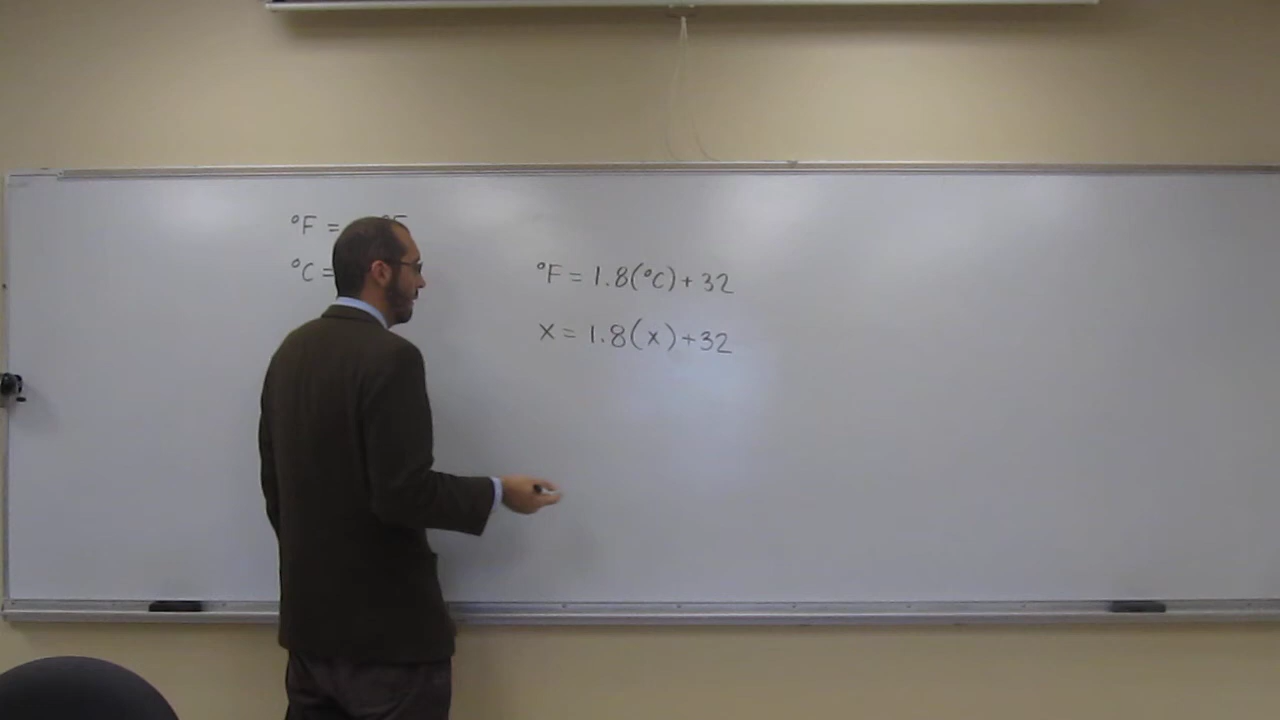 °F = °F
°C =
°F = 1.8(°C) + 32
x = 1.8(x) + 32